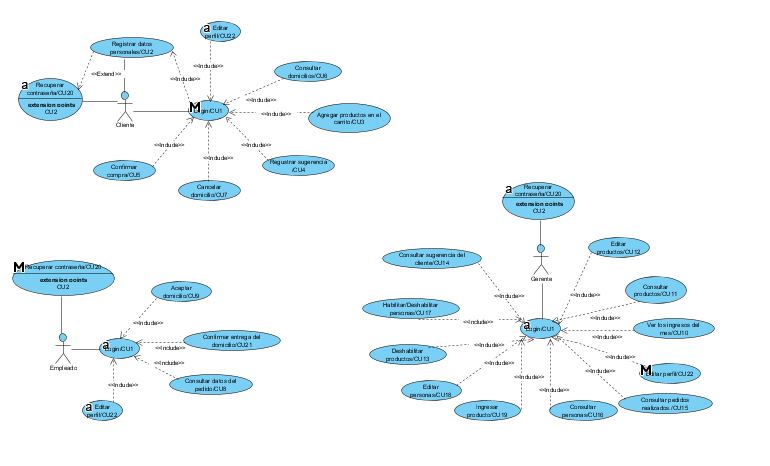 a Editar
perfil/CU22
Registrar datos
personales/CU2
<<Include>>
Consultar
domicilios/CU6
<<Extend>>
<<Include>>
a
Recuperar
contraseña/CU20
extension points
CU2
<<Include>>
M
Login/CU1
<<Include>>
Agregar productos en el
carrito/CU3
Cliente
<<Include>>
<<Include>>
<<Include>>
Confirmar
compra/CU5
Registrar sugerencia
/CU4
Cancelar
domicilio/CU7
a
Recuperar
contraseña/CU20
extension points
CU2
Gerente
Consultar sugerencia del
cliente/CU14
Editar
productos/CU12
<<Include>>
<<Include>>
Consultar
productos/CU11
<<Include>>
Habilitar/Deshabilitar
personas/CU17
<<Include>>
a
Login/CU1
Ver los ingresos del
mes/CU10
<<Include>>
Deshabilitar
productos/CU13
<<Include>>
<<Include>>
<<Include>>
M
Editar perfil/CU22
Editar
personas/CU18
<<Include>>
<<Include>>
<<Include>>
Consultar pedidos
realizados /CU15
Ingresar
producto/CU19
Consultar
personas/CU16
M
Recuperar contraseña/CU20
extension points
CU2
Aceptar
domicilio/CU9
<<Include>>
a
Login/CU1
<<Include>>
Confirmar entrega del
domicilio/CU21
Empleado
<<Include>>
<<Include>>
Consultar datos del
pedido/CU8
a
Editar
perfil/CU22